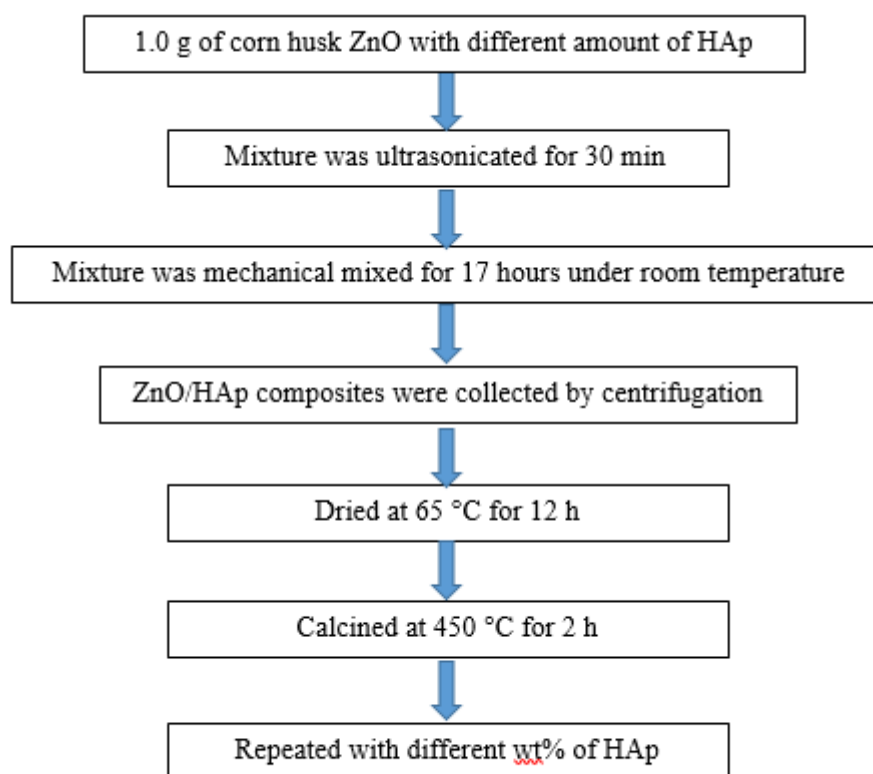 1.0 g of corn husk ZnO with different amount of HAp
Mixture was ultrasonicated for 30 min
Mixture was mechanical mixed for 17 hours under room temperature
ZnO/HAp composites were collected by centrifugation
Dried at 65 °C for 12 h
Calcined at 450 °C for 2 h
Repeated with different wt% of HAp